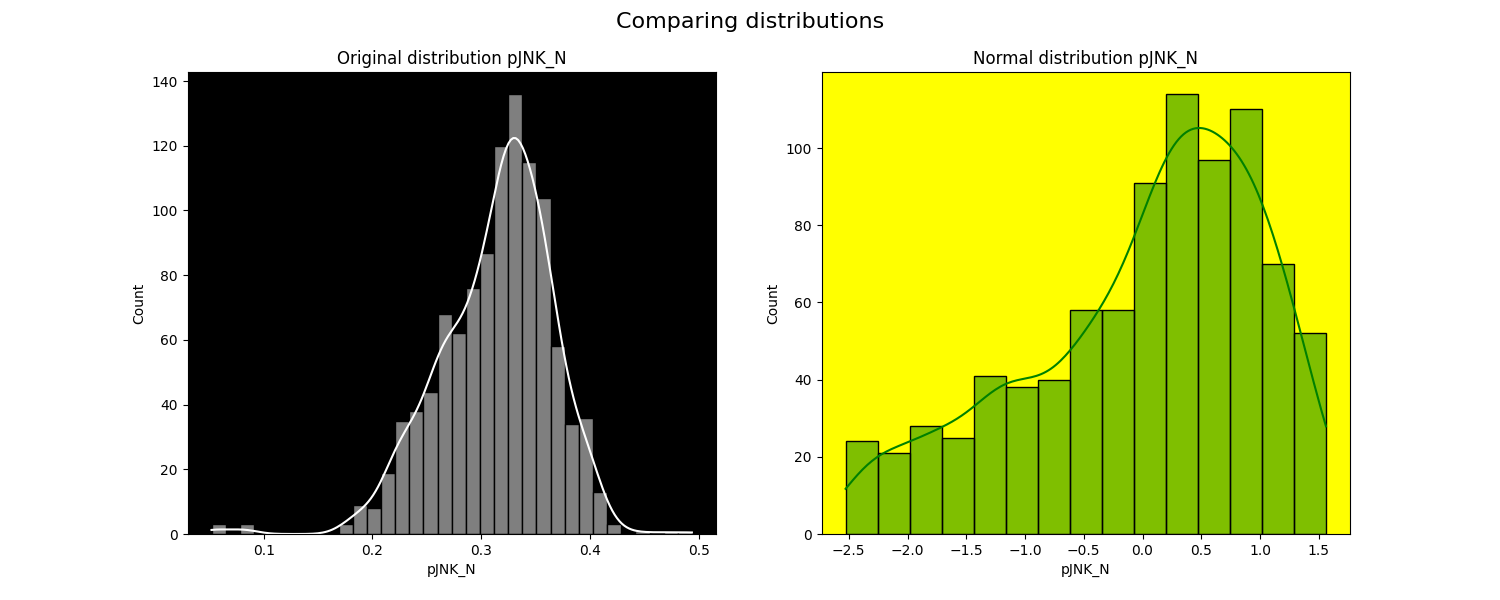 Comparing distributions
Original distribution pJNK_N
140
120
100
80
60
40
20
0
Count
0.1 0.2 0.3 0.4 0.5
pJNK_N
Normal distribution pJNK_N
100
80
60
40
20
0
Count
−2.5 −2.0 −1.5 −1.0 −0.5 0.0 0.5 1.0 1.5
pJNK_N